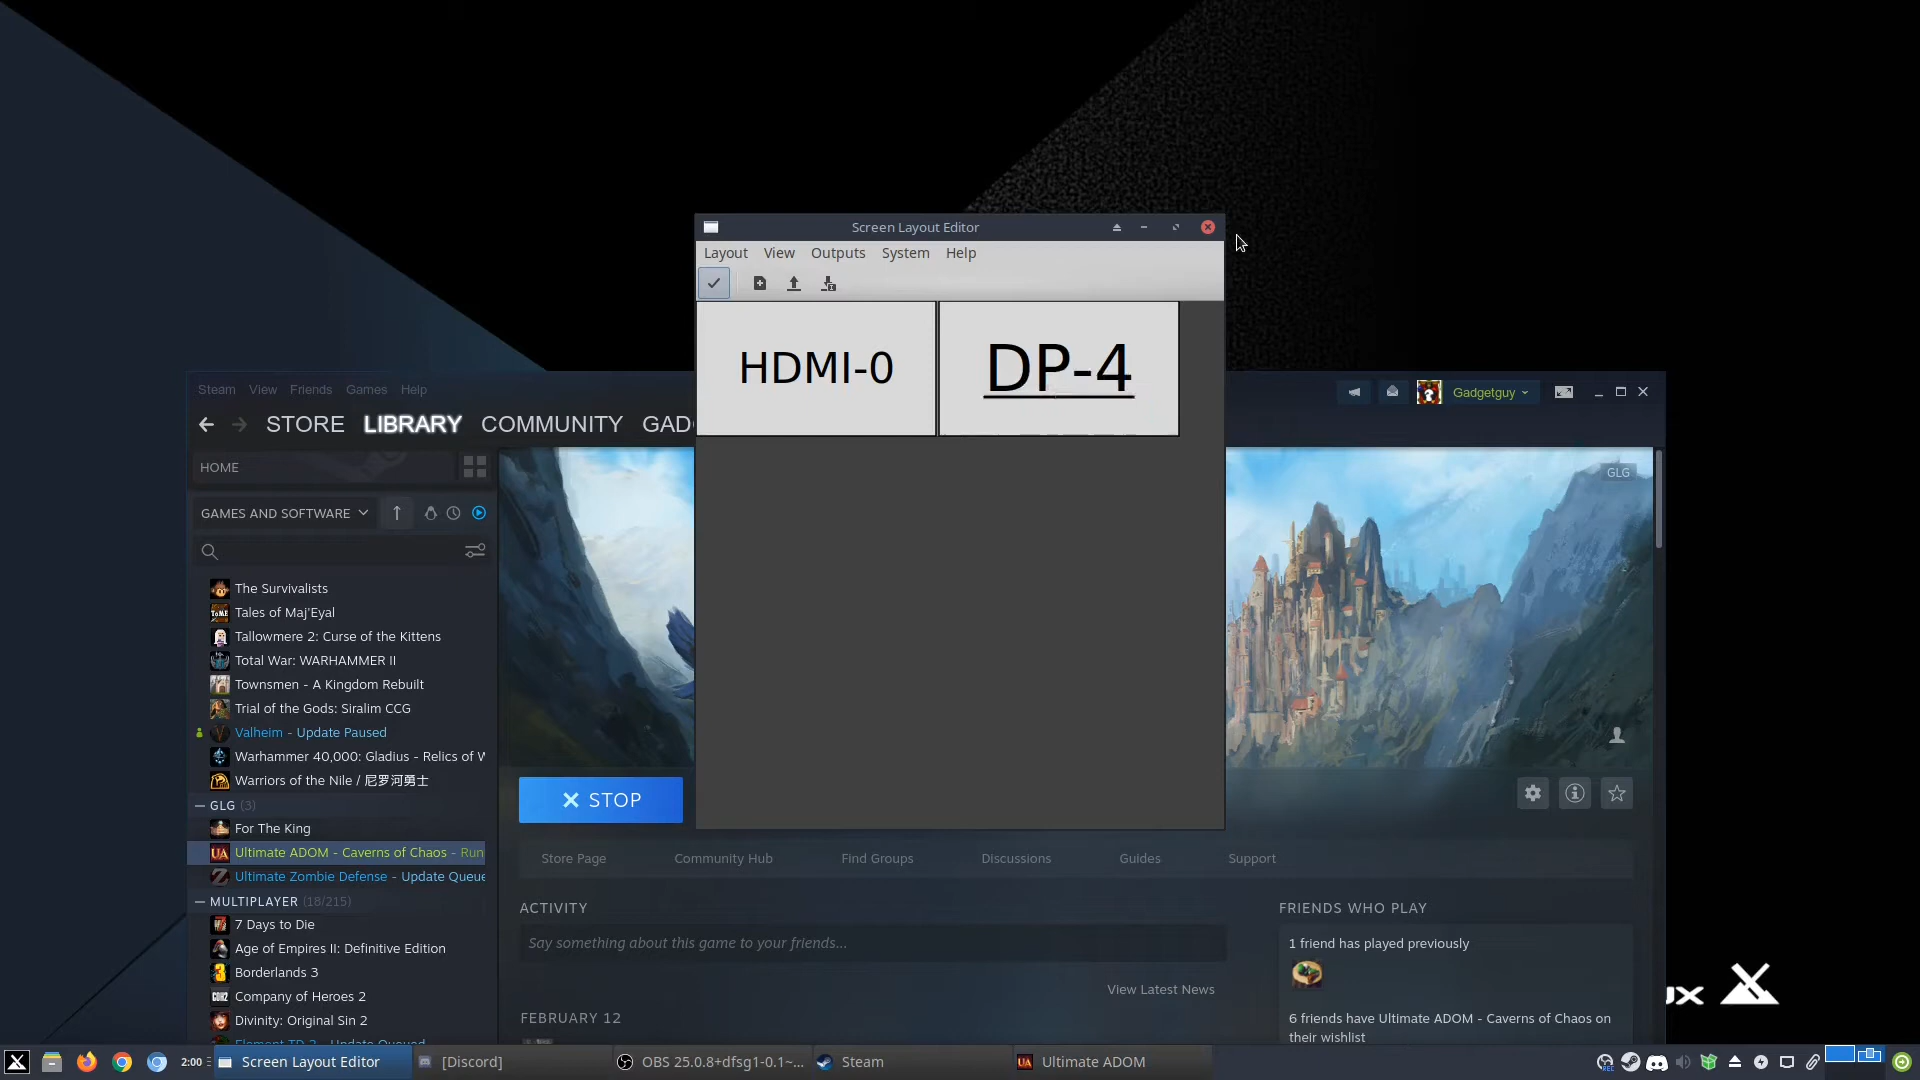 Screen Layout Editor
Layout View Outputs System Help
HDMI-0 DP-4
Steam View Friends Games Help
Gadgetguy
STORE LIBRARY COMMUNITY GAD
HOME
GLG
GAMES AND SOFTWARE
The Survivalists
Tales of Maj'Eyal
Tallowmere 2: Curse of the Kittens
Total War: WARHAMMER II
Townsmen - A Kingdom Rebuilt
Trial of the Gods: Siralim CCG
Valheim - Update Paused
Warhammer 40,000: Gladius - Relics of W
Warriors of the Nile / 尼罗河勇士
GLG (3)
For The King
Ultimate ADOM - Caverns of Chaos - Run
Ultimate Zombie Defense - Update Queue
MULTIPLAYER (18/215)
7 Days to Die
Age of Empires II: Definitive Edition
Borderlands 3
Company of Heroes 2
Divinity: Original Sin 2
Element TD 2 - Update Queued
STOP
Store Page Community Hub Find Groups Discussions Guides Support
ACTIVITY
Say something about this game to your friends...
View Latest News
FEBRUARY 12
FRIENDS WHO PLAY
1 friend has played previously
6 friends have Ultimate ADOM - Caverns of Chaos on
their wishlist
UX
2:00 Screen Layout Editor [Discord] OBS 25.0.8+dfsg1-0.1~... Steam Ultimate ADOM